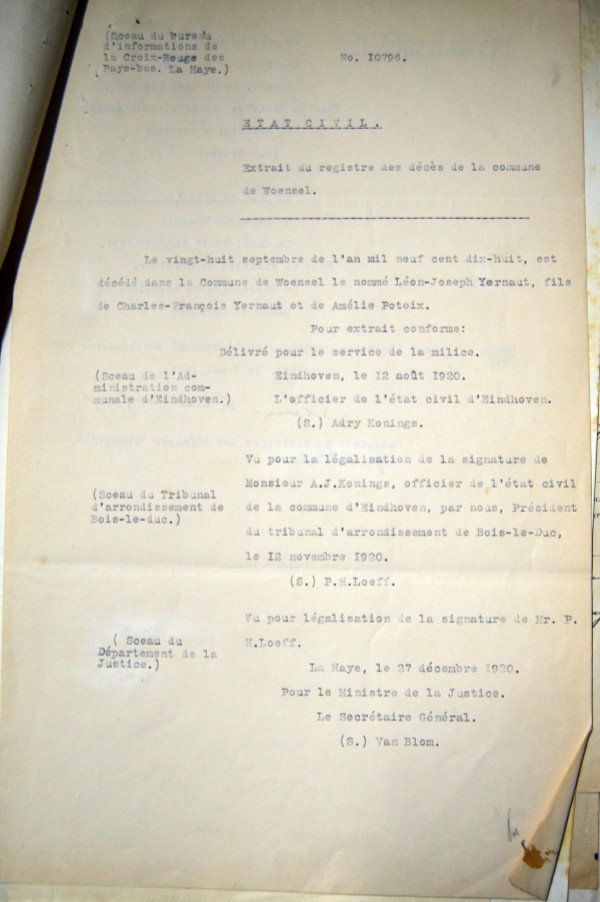 (Sceau du bureau
d'informations de
la Croix-Rouge des
Pays-bas. La Haye.)
No. I0796.
ETAT CIVIL.
Extrait du registre des décès de la commune
de Woensel.
Le vingt-huit septembre de l'an mil neuf cent dix-huit, est
décédé dans la Commune de Woensel le nommé Léon-Joseph Yernaut, fils
de Charles-François Yernaut et de Amélie Potoix.
Pour extrait conforme:
Délivré pour le service de la milice.
(Sceau de l'Ad-
ministration com-
munale d'Eindhoven.)
Eindhoven, le 12 août 1920.
L'officier de l'état civil d'Eindhoven.
(S.) Adry Konings.
Vu pour la légalisation de la signature de
Monsieur A.J.Konings, officier de l'état civil
de la commune d'Eindhoven, par nous, Président
du tribunal d'arrondissement de Bois-le-Duc,
le I2 novembre 1920.
(S.) P.H.Loeff.
(Sceau du Tribunal
d'arrondissement de
Bois-le-duc.)
Vu pour légalisation de la signature de Mr. P.
H.Loeff.
( Sceau du
Département de la
Justice.)
La Haye, le 27 décembre 1920.
Pour le Ministre de la Justice.
Le Secrétaire Général.
(S.) Van Blom.